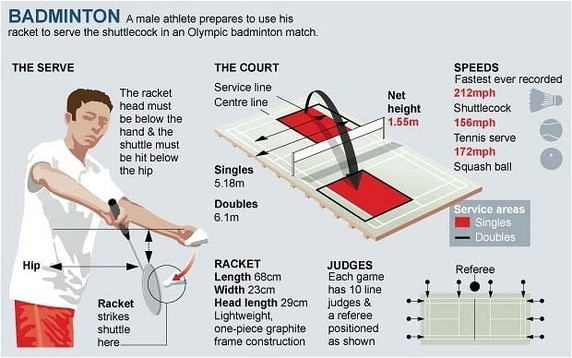 BADMINTON A male athlete prepares to use his
racket to serve the shuttlecock in an Olympic badminton match.
THE SERVE
The racket
head must
be below the
hand & the
shuttle must
be hit below
the hip
Hip
Racket
strikes
shuttle
here
THE COURT
Service line
Centre line
Net
height
1.55m
Singles
5.18m
Doubles
6.1m
SPEEDS
Fastest ever recorded
212mph
Shuttlecock
156mph
Tennis serve
172mph
Squash ball
Service areas
Singles
Doubles
RACKET
Length 68cm
Width 23cm
Head length 29cm
Lightweight,
one-piece graphite
frame construction
JUDGES
Each game
has 10 line
judges &
a referee
positioned
as shown
Referee